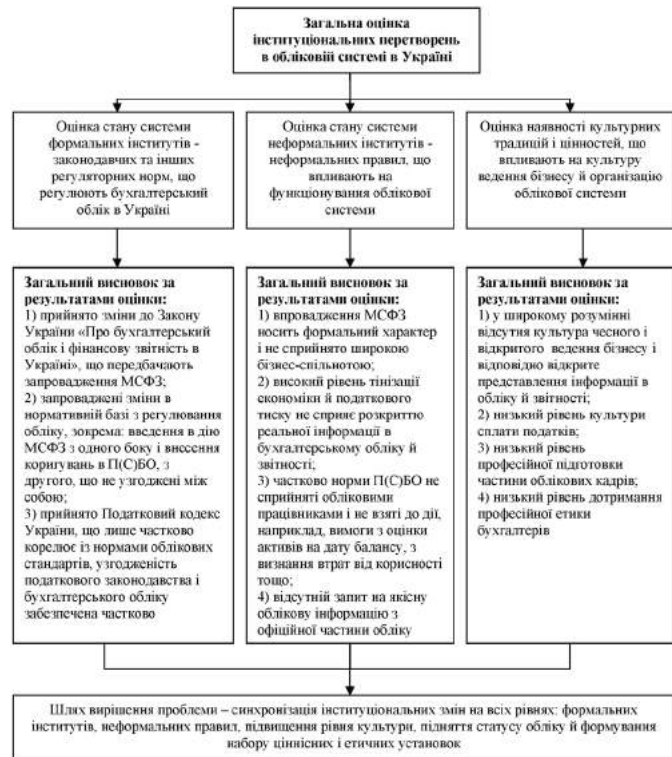 Загальна оцінка
інституціональних перетворень
в обліковій системі в Україні
Оцінка стану системи
формальних інститутів -
законодавчих та інших
регуляторних норм, що
регулюють бухгалтерський
облік в Україні
Оцінка стану системи
неформальних інститутів -
неформальних правил, що
впливають на
функціонування облікової
системи
Оцінка наявності культурних
традицій і цінностей, що
впливають на культуру
ведення бізнесу й організацію
облікової системи
Загальний висновок за
результатами оцінки:
1) прийнято зміни до Закону
України «Про бухгалтерський
облік і фінансову звітність в
Україні», що передбачають
запровадження МСФЗ;
2) запроваджені зміни в
нормативній базі з регулювання
обліку, зокрема: введення в дію
МСФЗ з одного боку і внесення
коригувань в П(С)БО, з
другого, що не узгоджені між
собою;
3) прийнято Податковий кодекс
України, що лише частково
корелює із нормами облікових
стандартів, узгодженість
податкового законодавства і
бухгалтерського обліку
забезпечена частково
Загальний висновок за
результатами оцінки:
1) впровадження МСФЗ
носить формальний характер
і не сприйнято широкою
бізнес-спільнотою;
2) високий рівень тінізації
економіки й податкового
тиску не сприяє розкриттю
реальної інформації в
бухгалтерському обліку й
звітності;
3) частково норми П(С)БО не
сприйняті обліковими
працівниками і не взяті до дії,
наприклад, вимоги з оцінки
активів на дату балансу, з
визнання втрат від корисності
тощо;
4) відсутній запит на якісну
облікову інформацію з
офіційної частини обліку
Загальний висновок за
результатами оцінки:
1) у широкому розумінні
відсутня культура чесного і
відкритого ведення бізнесу і
відповідно відкрите
представлення інформації в
обліку й звітності;
2) низький рівень культури
сплати податків;
3) низький рівень
професійної підготовки
частини облікових кадрів;
4) низький рівень дотримання
професійної етики
бухгалтерів
Шлях вирішення проблеми – синхронізація інституціональних змін на всіх рівнях: формальних
інститутів, неформальних правил, підвищення рівня культури, підняття статусу обліку й формування
набору ціннісних і етичних установок